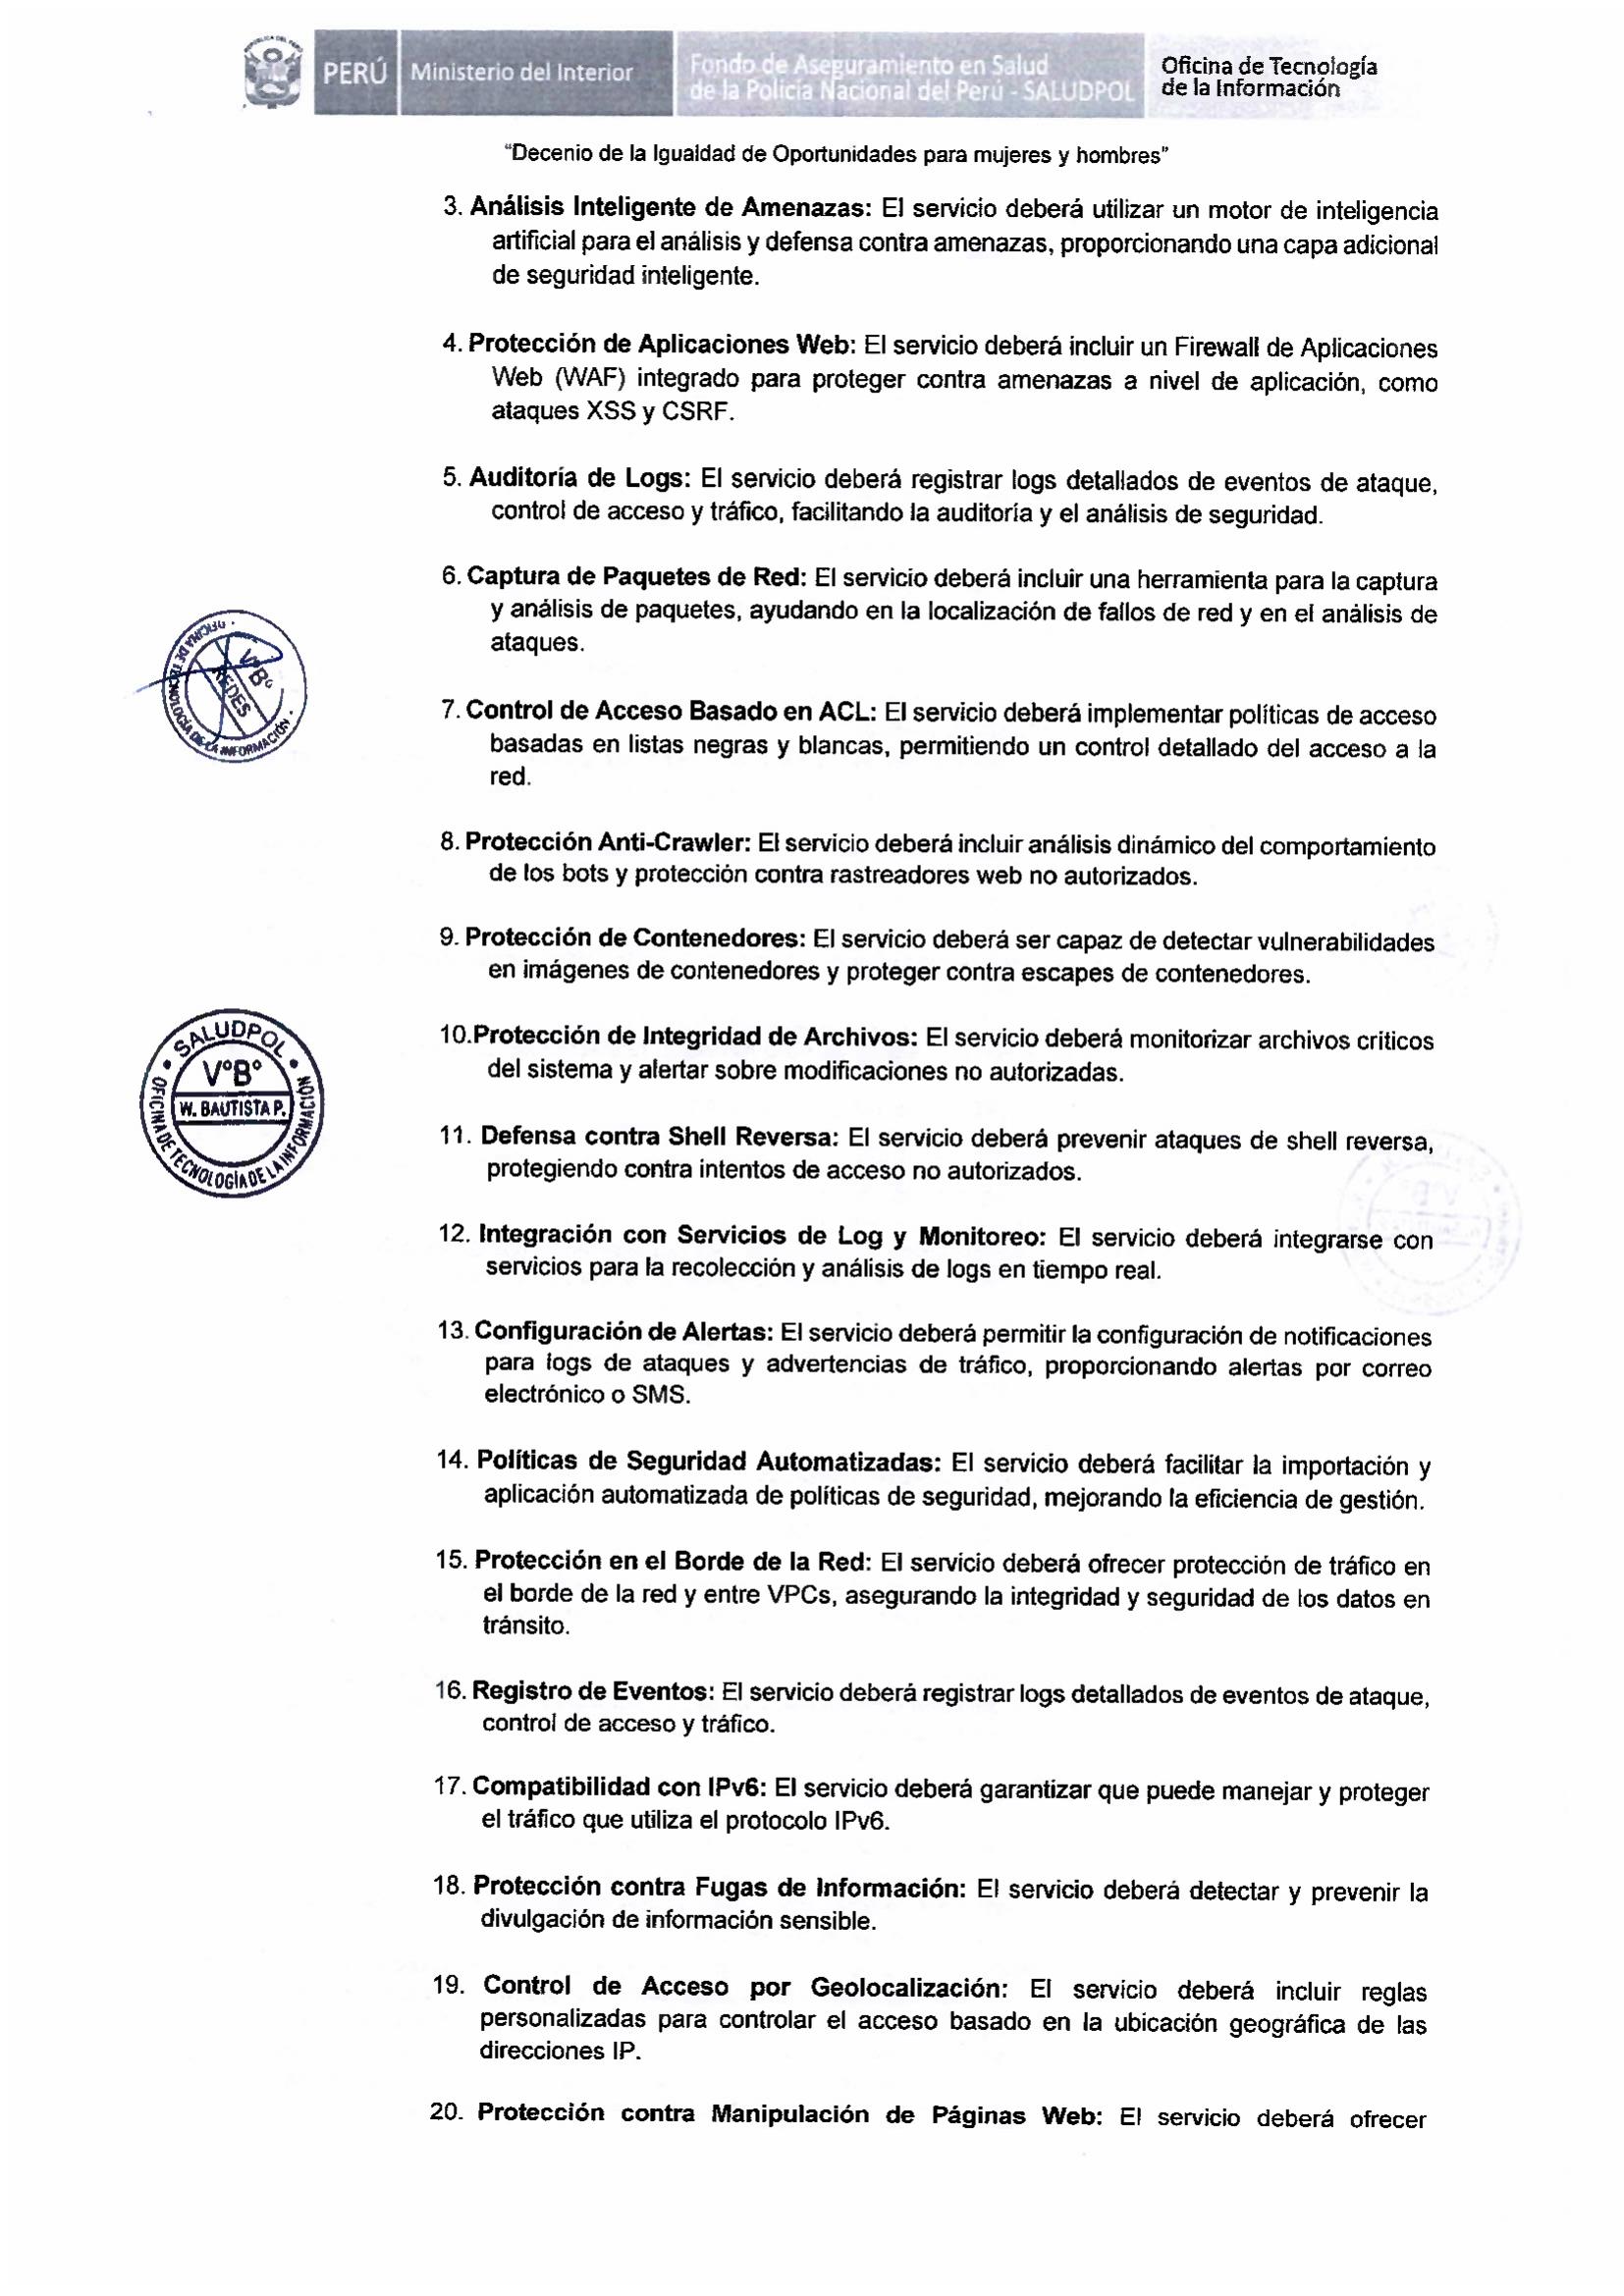 PERÚ
Ministerio del Interior
Fondo de Aseguramiento en Salud
de la Policía Nacional del Perú - SALUDPOL
Oficina de Tecnología
de la Información
“Decenio de la Igualdad de Oportunidades para mujeres y hombres”
3. Análisis Inteligente de Amenazas: El servicio deberá utilizar un motor de inteligencia
artificial para el análisis y defensa contra amenazas, proporcionando una capa adicional
de seguridad inteligente.
4. Protección de Aplicaciones Web: El servicio deberá incluir un Firewall de Aplicaciones
Web (WAF) integrado para proteger contra amenazas a nivel de aplicación, como
ataques XSS y CSRF.
5. Auditoría de Logs: El servicio deberá registrar logs detallados de eventos de ataque,
control de acceso y tráfico, facilitando la auditoría y el análisis de seguridad.
6. Captura de Paquetes de Red: El servicio deberá incluir una herramienta para la captura
y análisis de paquetes, ayudando en la localización de fallos de red y en el análisis de
ataques.
OFICINA DE TECNOLOGÍA DE LA INFORMACIÓN
V°B°
REDES
7. Control de Acceso Basado en ACL: El servicio deberá implementar políticas de acceso
basadas en listas negras y blancas, permitiendo un control detallado del acceso a la
red.
8. Protección Anti-Crawler: El servicio deberá incluir análisis dinámico del comportamiento
de los bots y protección contra rastreadores web no autorizados.
9. Protección de Contenedores: El servicio deberá ser capaz de detectar vulnerabilidades
en imágenes de contenedores y proteger contra escapes de contenedores.
SALUDPOL
V°B°
W. BAUTISTA P.
OFICINA DE TECNOLOGÍA DE LA INFORMACIÓN
10.Protección de Integridad de Archivos: El servicio deberá monitorizar archivos criticos
del sistema y alertar sobre modificaciones no autorizadas.
11. Defensa contra Shell Reversa: El servicio deberá prevenir ataques de shell reversa,
protegiendo contra intentos de acceso no autorizados.
12. Integración con Servicios de Log y Monitoreo: El servicio deberá integrarse con
servicios para la recolección y análisis de logs en tiempo real.
13. Configuración de Alertas: El servicio deberá permitir la configuración de notificaciones
para logs de ataques y advertencias de tráfico, proporcionando alertas por correo
electrónico o SMS.
14. Políticas de Seguridad Automatizadas: El servicio deberá facilitar la importación y
aplicación automatizada de políticas de seguridad, mejorando la eficiencia de gestión.
15. Protección en el Borde de la Red: El servicio deberá ofrecer protección de tráfico en
el borde de la red y entre VPCs, asegurando la integridad y seguridad de los datos en
tránsito.
16. Registro de Eventos: El servicio deberá registrar logs detallados de eventos de ataque,
control de acceso y tráfico.
17. Compatibilidad con IPv6: El servicio deberá garantizar que puede manejar y proteger
el tráfico que utiliza el protocolo IPv6.
18. Protección contra Fugas de Información: El servicio deberá detectar y prevenir la
divulgación de información sensible.
19. Control de Acceso por Geolocalización: El servicio deberá incluir reglas
personalizadas para controlar el acceso basado en la ubicación geográfica de las
direcciones IP.
20. Protección contra Manipulación de Páginas Web: El servicio deberá ofrecer